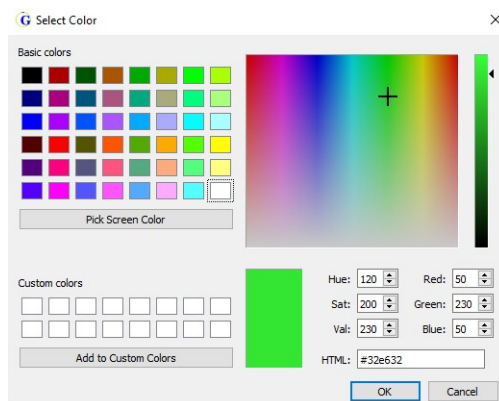 G Select Color
Basic colors
Pick Screen Color
Custom colors
Add to Custom Colors
Hue: 120 Red: 50
Sat: 200 Green: 230
Val: 230 Blue: 50
HTML: #32e632
OK Cancel